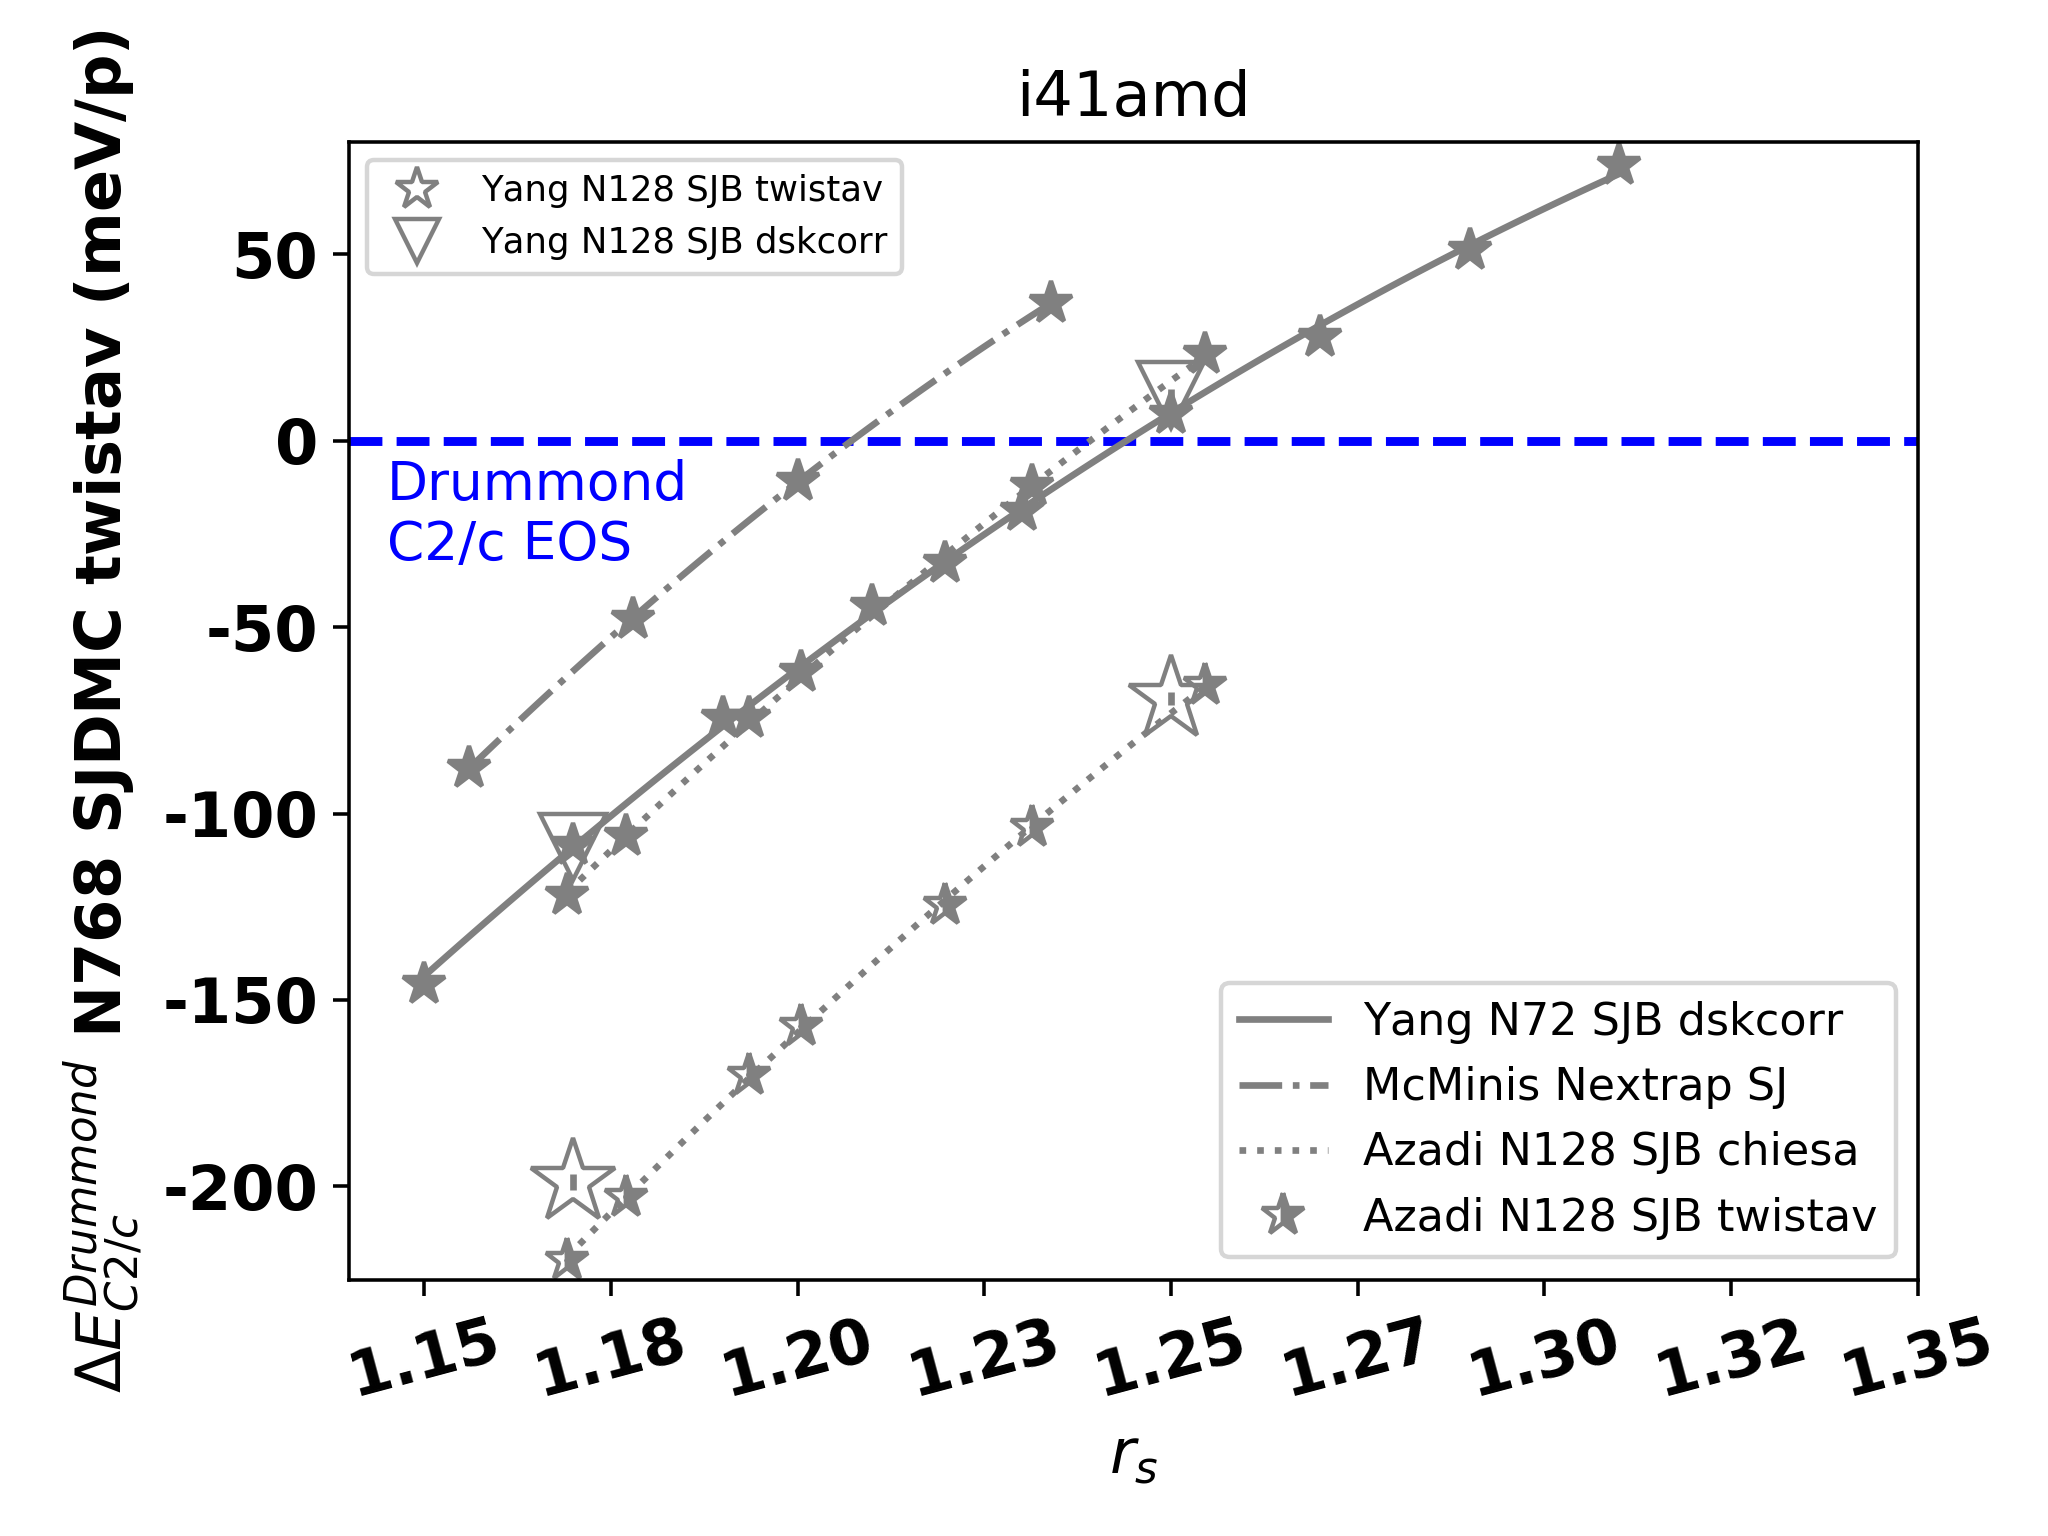 i41amd
Yang N128 SJB twistav
Yang N128 SJB dskcorr
50
0
-50
-100
-150
-200
Drummond
C2/c EOS
ΔE^{Drummond}_{C2/c} N768 SJDMC twistav (meV/p)
Yang N72 SJB dskcorr
McMinis Nextrap SJ
Azadi N128 SJB chiesa
Azadi N128 SJB twistav
1.15 1.18 1.20 1.23 1.25 1.27 1.30 1.32 1.35
r_s